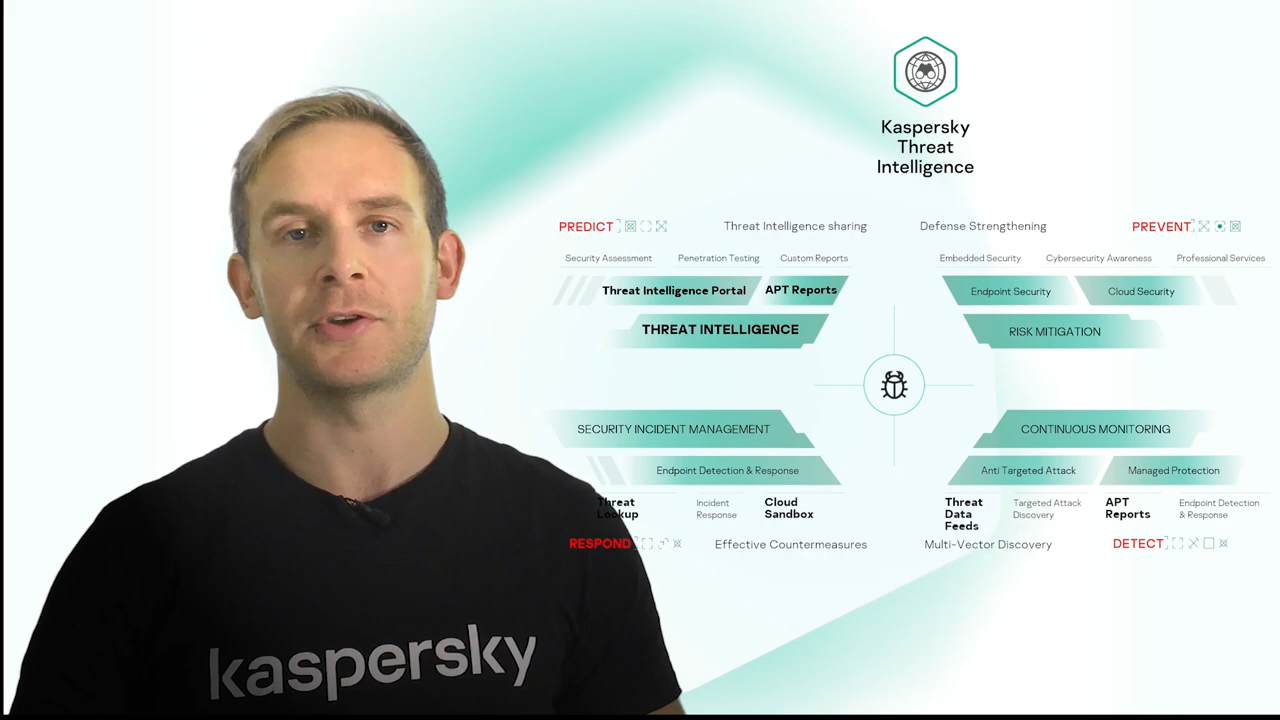 Kaspersky
Threat
Intelligence
PREDICT
Threat Intelligence sharing
Defense Strengthening
PREVENT
Security Assessment
Penetration Testing
Custom Reports
Embedded Security
Cybersecurity Awareness
Professional Services
Threat Intelligence Portal
APT Reports
Endpoint Security
Cloud Security
THREAT INTELLIGENCE
RISK MITIGATION
SECURITY INCIDENT MANAGEMENT
CONTINUOUS MONITORING
Endpoint Detection & Response
Anti Targeted Attack
Managed Protection
Threat
Lookup
Incident
Response
Cloud
Sandbox
Threat
Data
Feeds
Targeted Attack
Discovery
APT
Reports
Endpoint Detection
& Response
RESPOND
Effective Countermeasures
Multi-Vector Discovery
DETECT
kaspersky